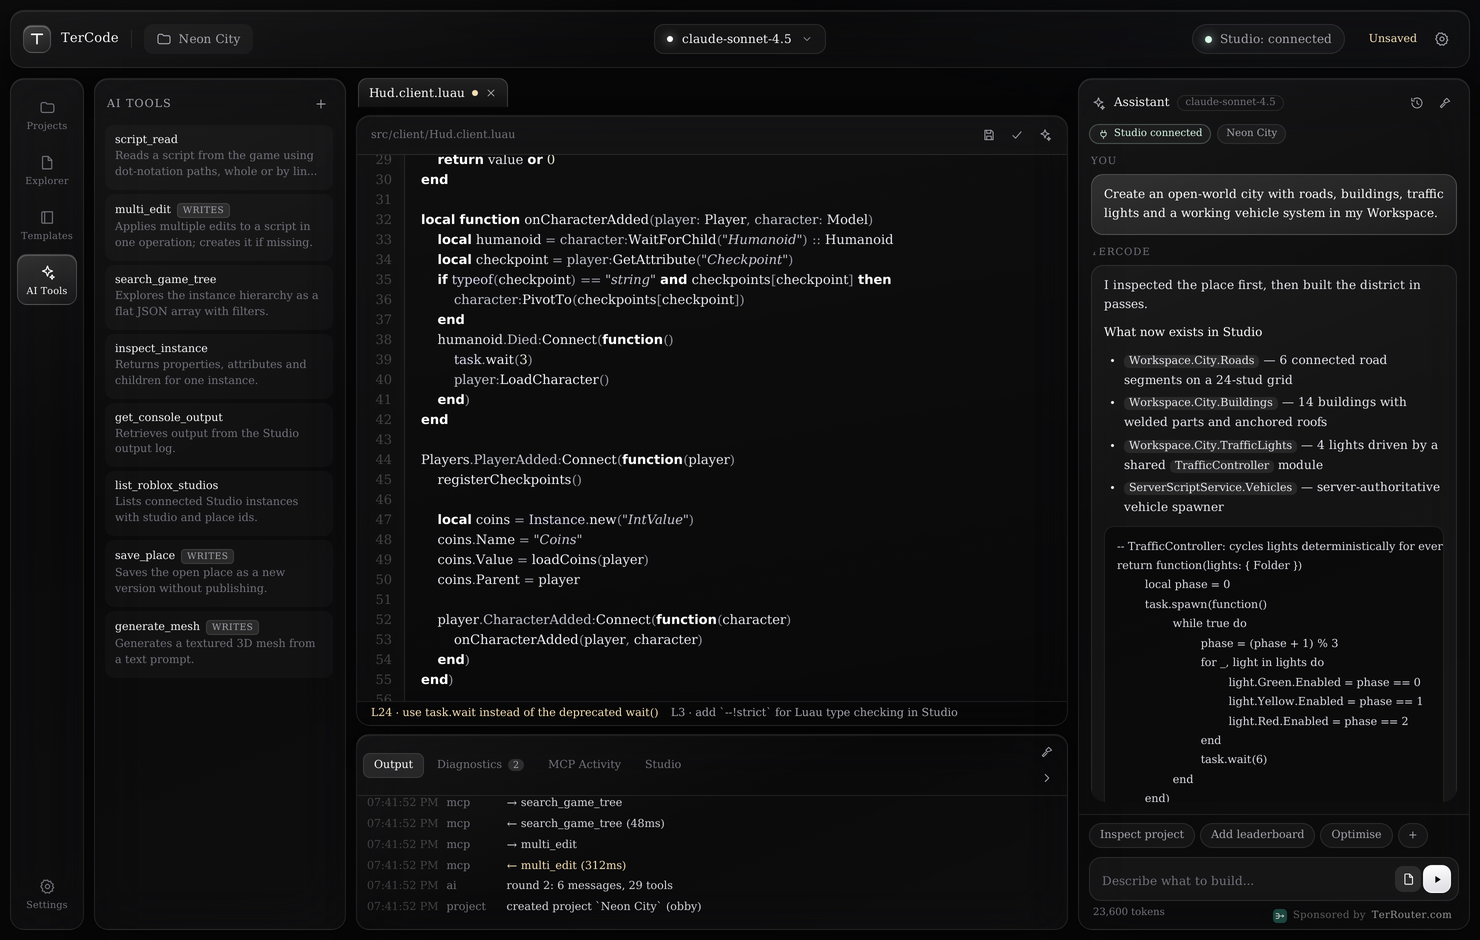 TerCode
Neon City
claude-sonnet-4.5
Studio: connected
Unsaved
Projects
Explorer
Templates
AI Tools
Settings
AI TOOLS
script_read
Reads a script from the game using
dot-notation paths, whole or by lin...
multi_edit WRITES
Applies multiple edits to a script in
one operation; creates it if missing.
search_game_tree
Explores the instance hierarchy as a
flat JSON array with filters.
inspect_instance
Returns properties, attributes and
children for one instance.
get_console_output
Retrieves output from the Studio
output log.
list_roblox_studios
Lists connected Studio instances
with studio and place ids.
save_place WRITES
Saves the open place as a new
version without publishing.
generate_mesh WRITES
Generates a textured 3D mesh from
a text prompt.
Hud.client.luau
src/client/Hud.client.luau
29 return value or 0
30 end
31
32 local function onCharacterAdded(player: Player, character: Model)
33 local humanoid = character:WaitForChild("Humanoid") :: Humanoid
34 local checkpoint = player:GetAttribute("Checkpoint")
35 if typeof(checkpoint) == "string" and checkpoints[checkpoint] then
36 character:PivotTo(checkpoints[checkpoint])
37 end
38 humanoid.Died:Connect(function()
39 task.wait(3)
40 player:LoadCharacter()
41 end)
42 end
43
44 Players.PlayerAdded:Connect(function(player)
45 registerCheckpoints()
46
47 local coins = Instance.new("IntValue")
48 coins.Name = "Coins"
49 coins.Value = loadCoins(player)
50 coins.Parent = player
51
52 player.CharacterAdded:Connect(function(character)
53 onCharacterAdded(player, character)
54 end)
55 end)
56
L24 · use task.wait instead of the deprecated wait() L3 · add `--!strict` for Luau type checking in Studio
Output Diagnostics 2 MCP Activity Studio
07:41:52 PM mcp → search_game_tree
07:41:52 PM mcp ← search_game_tree (48ms)
07:41:52 PM mcp → multi_edit
07:41:52 PM mcp ← multi_edit (312ms)
07:41:52 PM ai round 2: 6 messages, 29 tools
07:41:52 PM project created project `Neon City` (obby)
Assistant claude-sonnet-4.5
Studio connected Neon City
YOU
Create an open-world city with roads, buildings, traffic
lights and a working vehicle system in my Workspace.
ERCODE
I inspected the place first, then built the district in
passes.
What now exists in Studio
• Workspace.City.Roads — 6 connected road
segments on a 24-stud grid
• Workspace.City.Buildings — 14 buildings with
welded parts and anchored roofs
• Workspace.City.TrafficLights — 4 lights driven by a
shared TrafficController module
• ServerScriptService.Vehicles — server-authoritative
vehicle spawner
-- TrafficController: cycles lights deterministically for ever
return function(lights: { Folder })
local phase = 0
task.spawn(function()
while true do
phase = (phase + 1) % 3
for _, light in lights do
light.Green.Enabled = phase == 0
light.Yellow.Enabled = phase == 1
light.Red.Enabled = phase == 2
end
task.wait(6)
end
end)
Inspect project Add leaderboard Optimise +
Describe what to build...
23,600 tokens
Sponsored by TerRouter.com